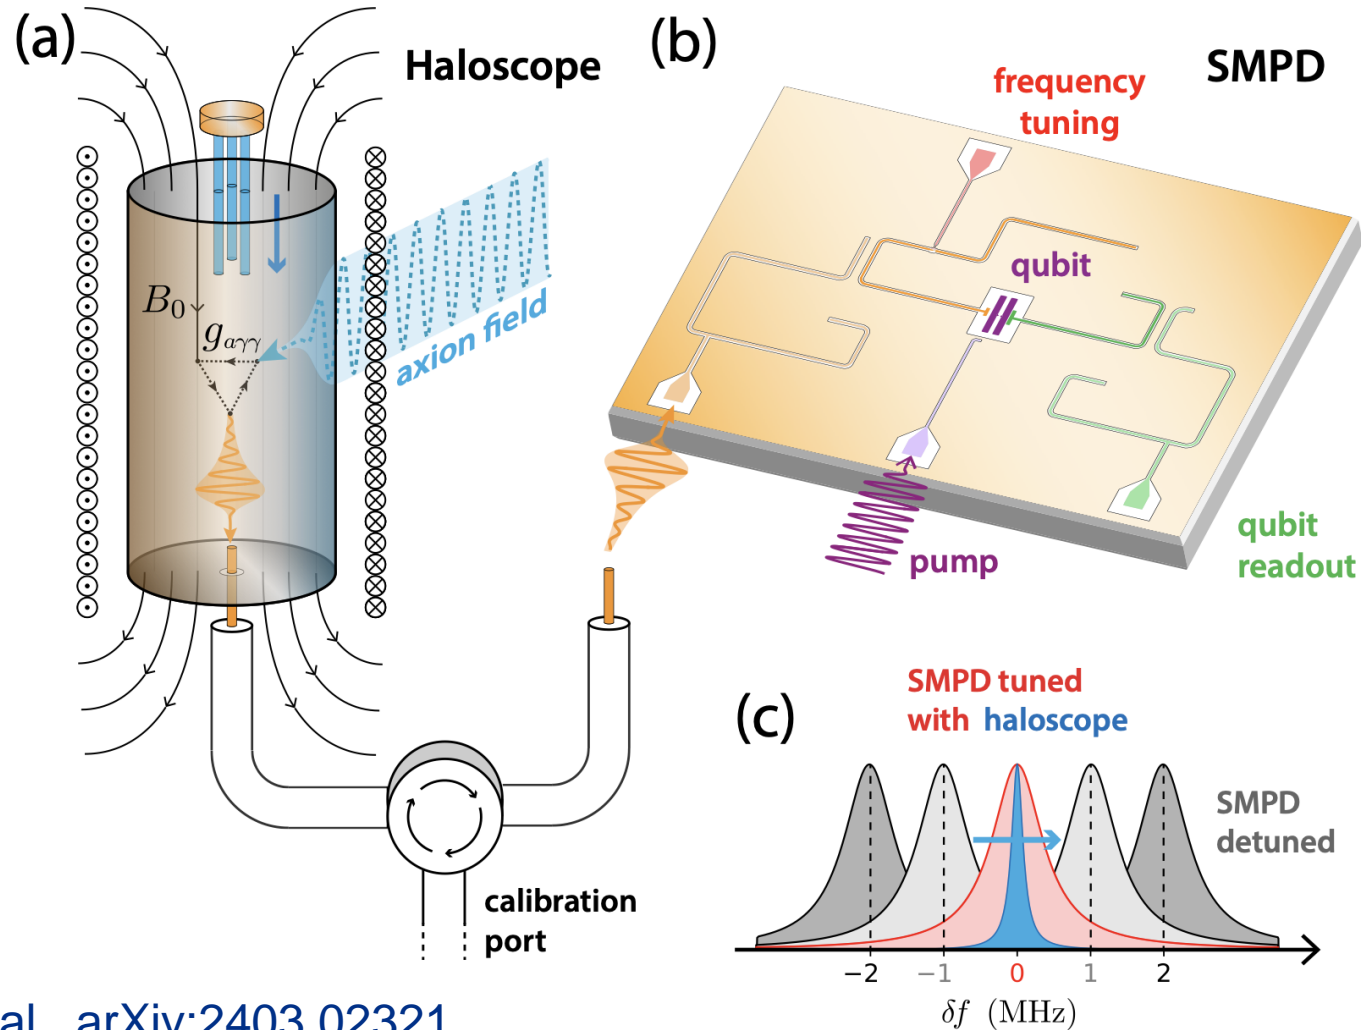 (a)
Haloscope
B₀
gₐγγ
axion field
calibration
port
(b)
SMPD
frequency
tuning
qubit
pump
qubit
readout
(c)
SMPD tuned
with haloscope
SMPD
detuned
−2 −1 0 1 2
δf (MHz)
al., arXiv:2403.02321